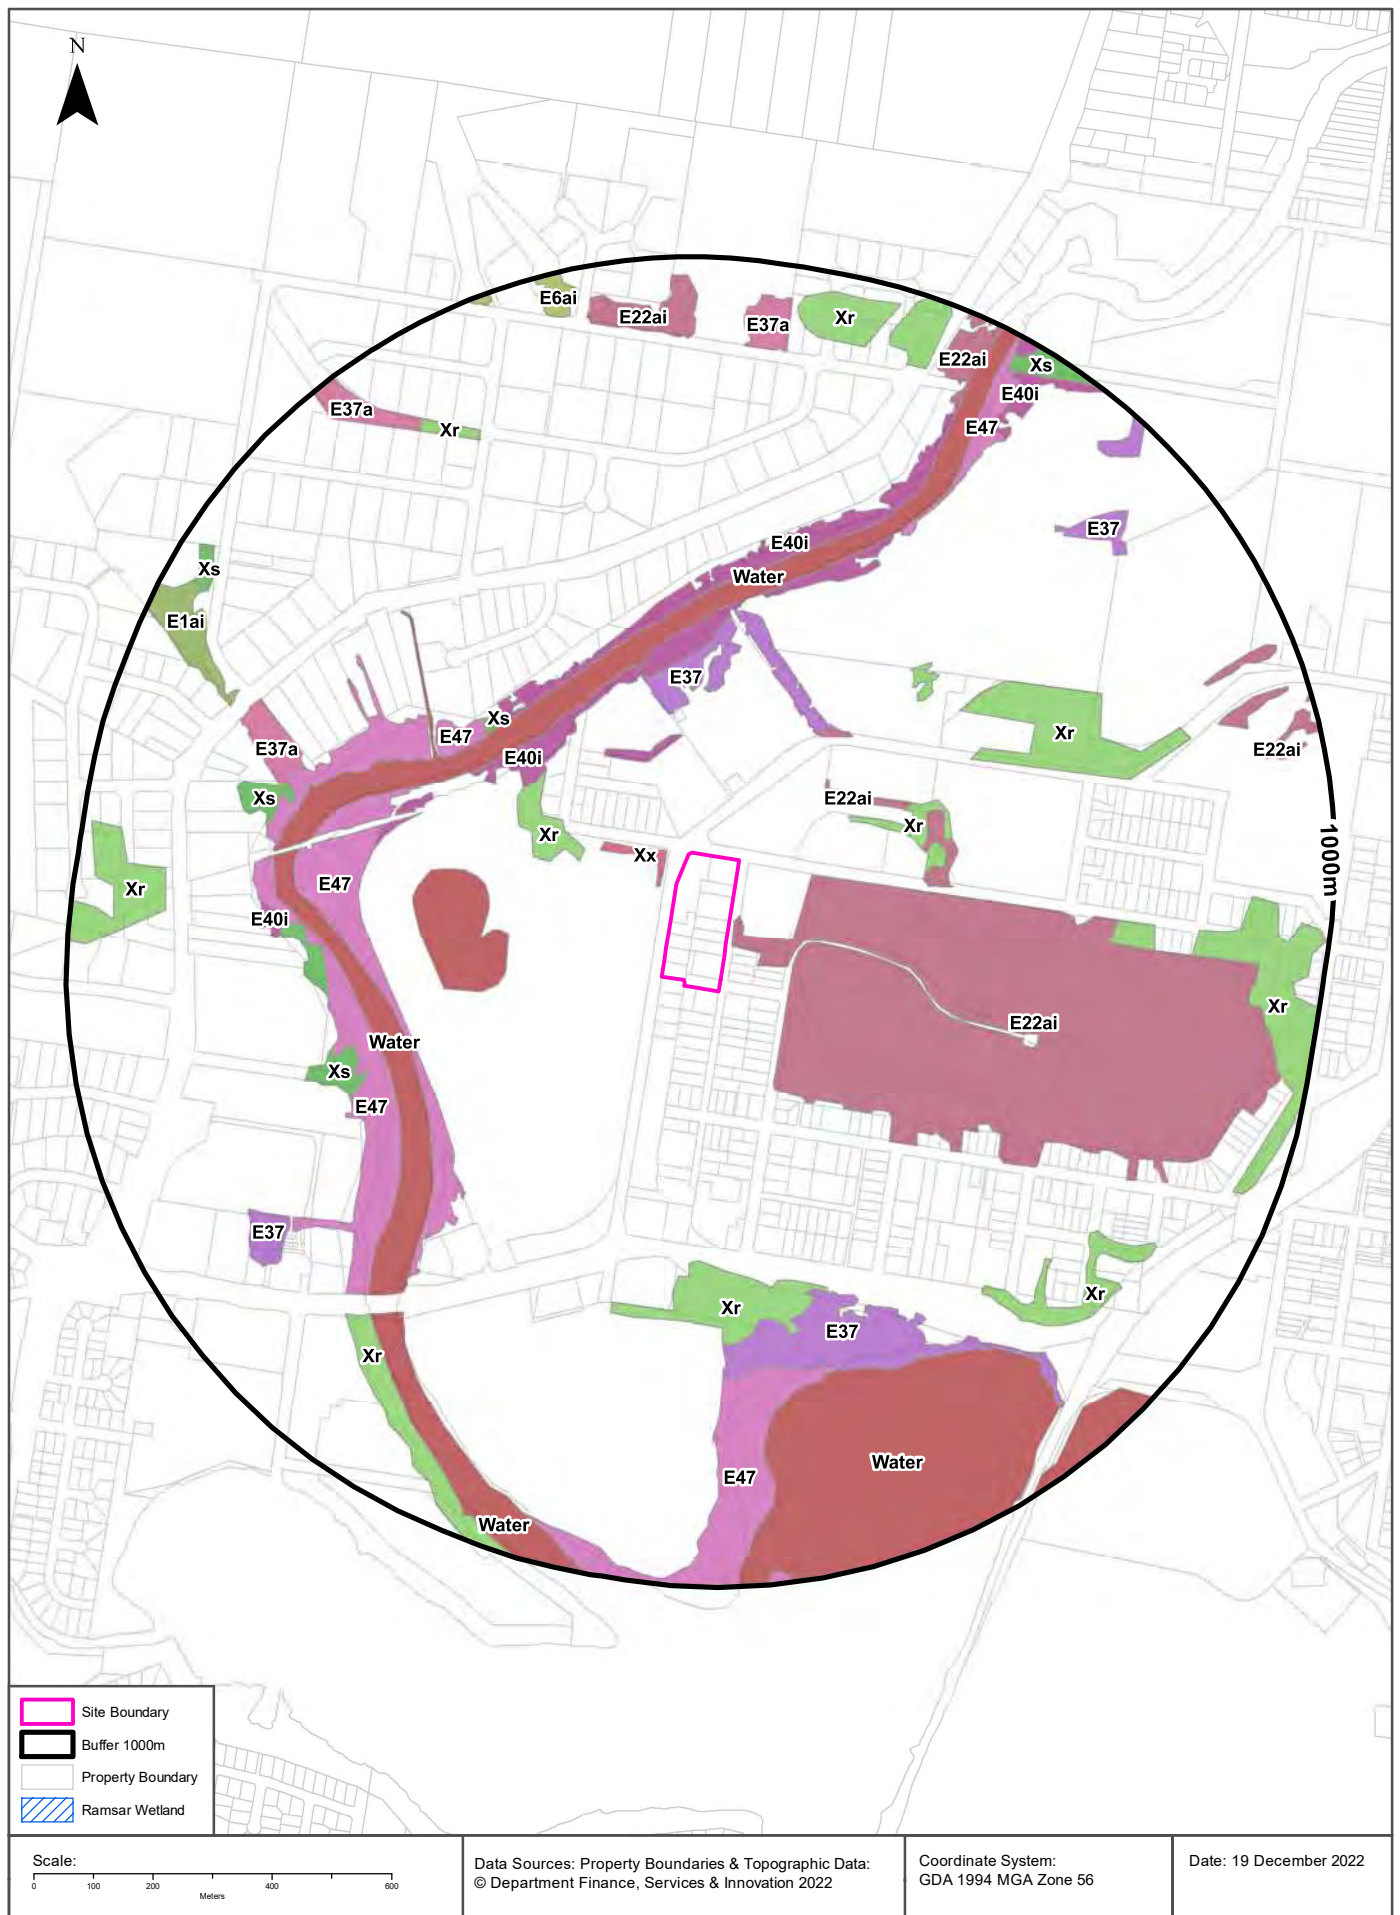 N
E6ai
E22ai
E37a
Xr
E22ai
Xs
E40i
E37a
Xr
E47
E37
E40i
Xs
Water
E1ai
E37
Xs
E47
E37a
E40i
Xr
E22ai
Xs
E22ai
Xr
Xr
Xx
1000m
E47
Xr
E40i
Xr
E22ai
Water
Xs
E47
E37
Xr
Xr
E37
Xr
Water
E47
Water
Site Boundary
Buffer 1000m
Property Boundary
Ramsar Wetland
Scale:
0 100 200 400 600
Meters
Data Sources: Property Boundaries & Topographic Data:
© Department Finance, Services & Innovation 2022
Coordinate System:
GDA 1994 MGA Zone 56
Date: 19 December 2022